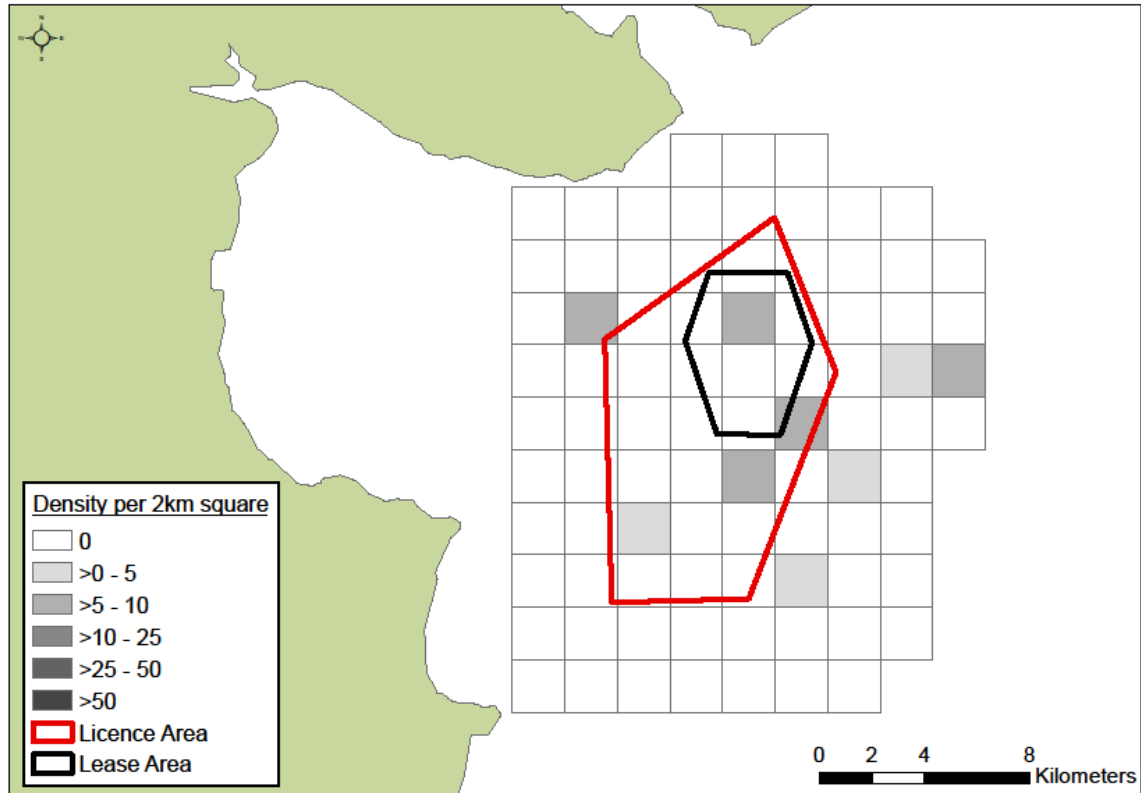 N
E
S
Density per 2km square
0
>0 - 5
>5 - 10
>10 - 25
>25 - 50
>50
Licence Area
Lease Area
0 2 4 8
Kilometers